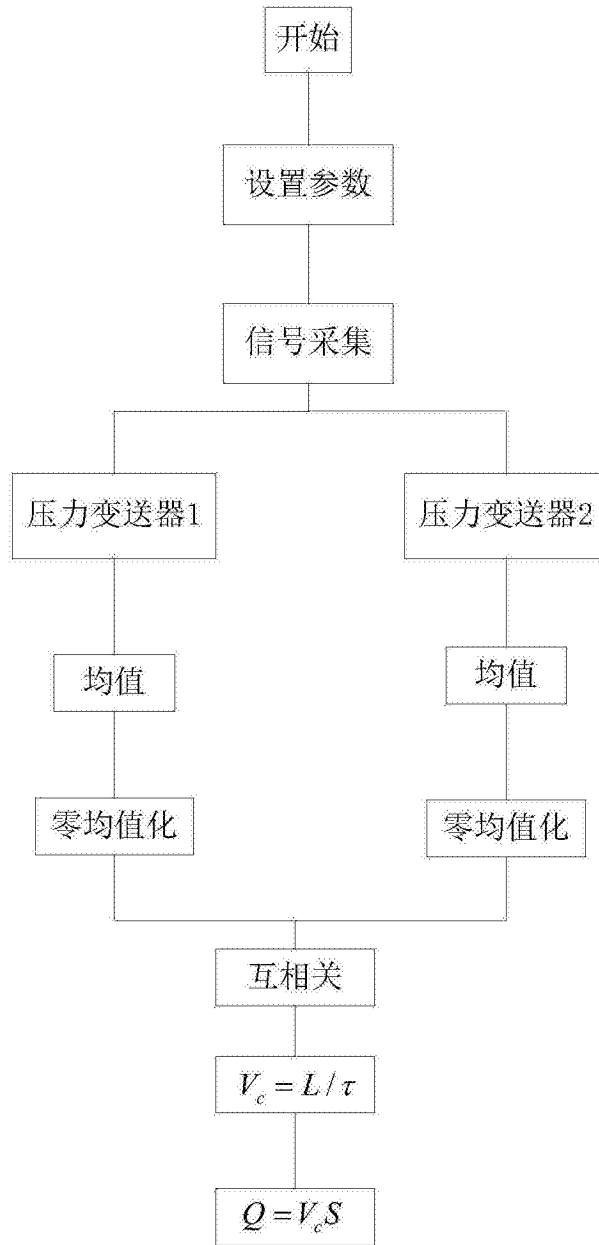 开始
设置参数
信号采集
压力变送器1
压力变送器2
均值
均值
零均值化
零均值化
互相关
V_c = L / τ
Q = V_c S